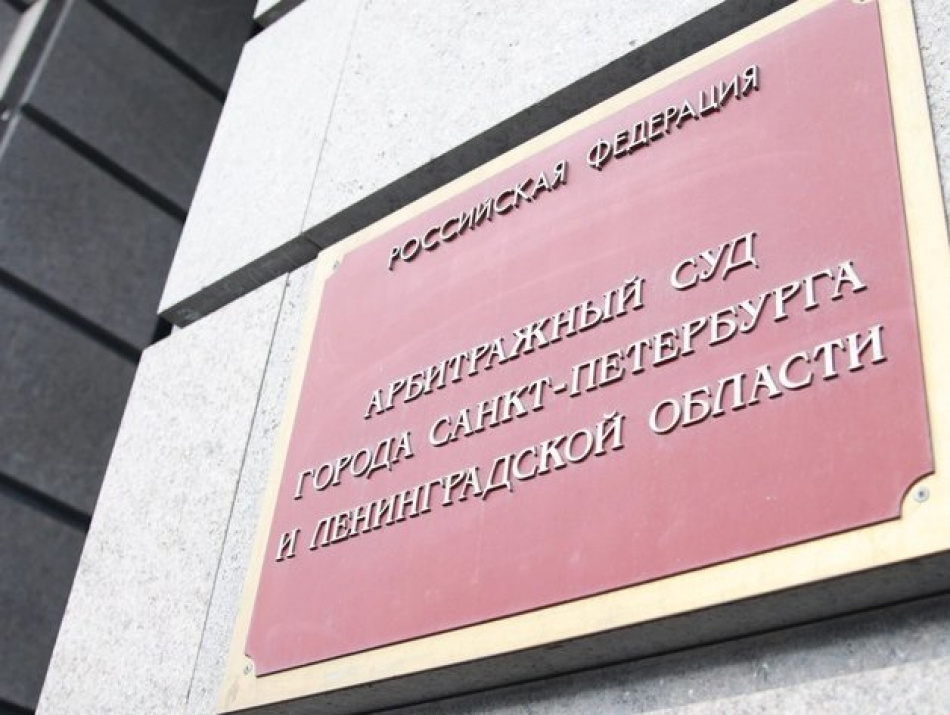 РОССИЙСКАЯ ФЕДЕРАЦИЯ
АРБИТРАЖНЫЙ СУД
ГОРОДА САНКТ-ПЕТЕРБУРГА
И ЛЕНИНГРАДСКОЙ ОБЛАСТИ